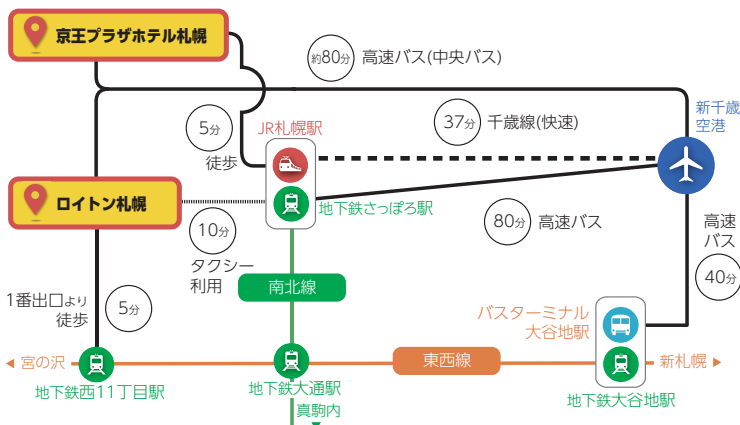 京王プラザホテル札幌
約80分 高速バス(中央バス)
新千歳
空港
5分
徒歩
JR札幌駅
37分 千歳線(快速)
ロイトン札幌
地下鉄さっぽろ駅
10分
タクシー
利用
80分 高速バス
高速
バス
40分
南北線
1番出口より
徒歩
5分
バスターミナル
大谷地駅
宮の沢
東西線
新札幌
地下鉄西11丁目駅
地下鉄大通駅
地下鉄大谷地駅
真駒内